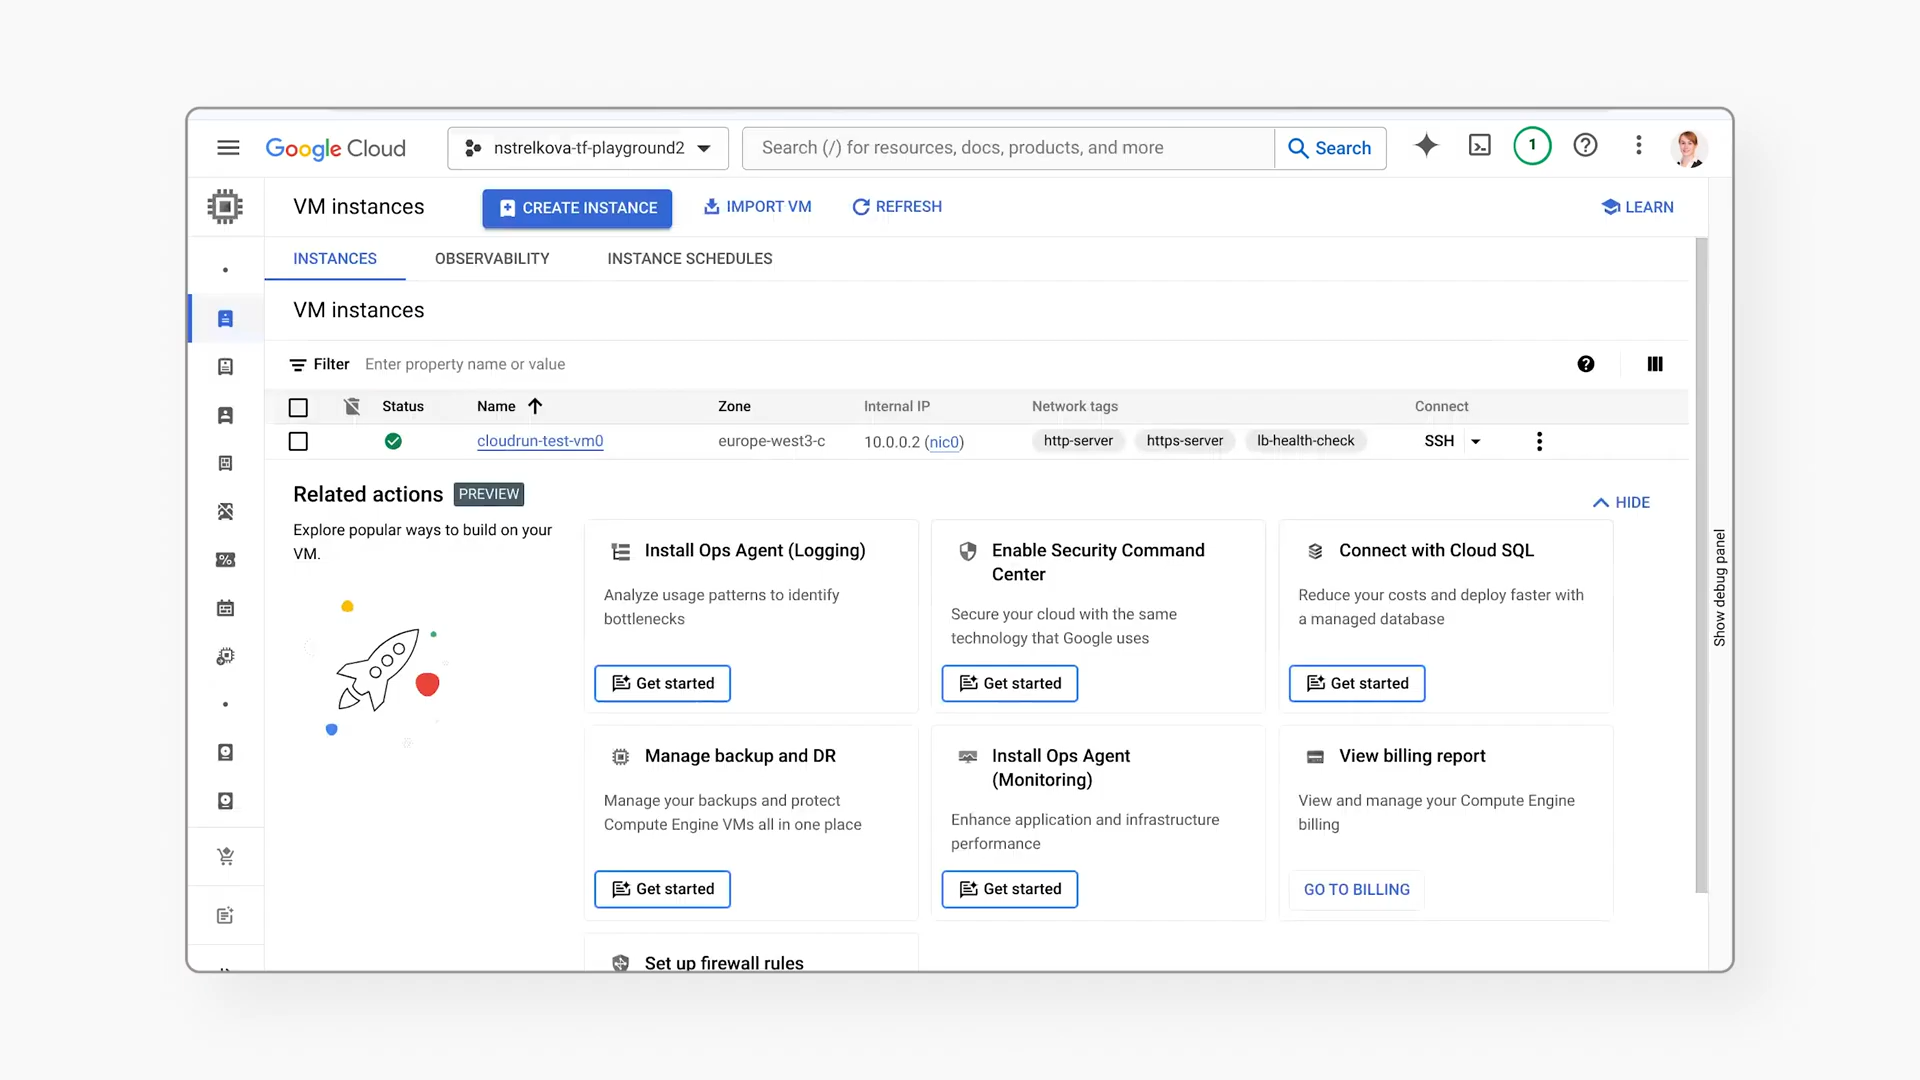 Google Cloud
nstrelkova-tf-playground2
Search (/) for resources, docs, products, and more
Search
1
VM instances
CREATE INSTANCE
IMPORT VM
REFRESH
LEARN
INSTANCES
OBSERVABILITY
INSTANCE SCHEDULES
VM instances
Filter Enter property name or value
Status Name Zone Internal IP Network tags Connect
cloudrun-test-vm0 europe-west3-c 10.0.0.2 (nic0) http-server https-server lb-health-check SSH
Related actions PREVIEW
HIDE
Explore popular ways to build on your
VM.
Install Ops Agent (Logging)
Analyze usage patterns to identify
bottlenecks
Get started
Enable Security Command
Center
Secure your cloud with the same
technology that Google uses
Get started
Connect with Cloud SQL
Reduce your costs and deploy faster with
a managed database
Get started
Manage backup and DR
Manage your backups and protect
Compute Engine VMs all in one place
Get started
Install Ops Agent
(Monitoring)
Enhance application and infrastructure
performance
Get started
View billing report
View and manage your Compute Engine
billing
GO TO BILLING
Set up firewall rules
Show debug panel